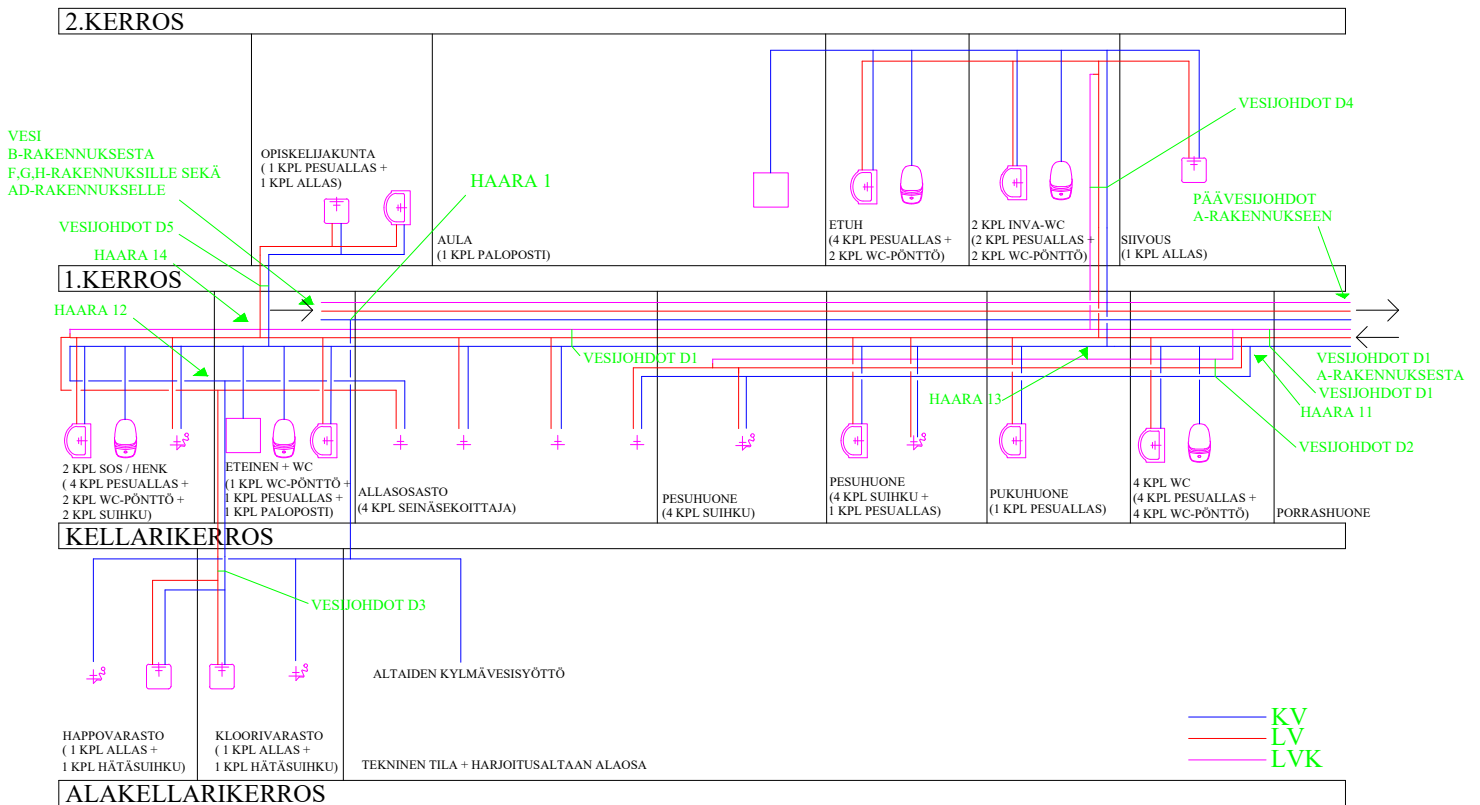 2.KERROS
VESI
B-RAKENNUKSESTA
F,G,H-RAKENNUKSILLE SEKÄ
AD-RAKENNUKSELLE
VESIJOHDOT D5
HAARA 14
OPISKELIJAKUNTA
( 1 KPL PESUALLAS +
1 KPL ALLAS)
HAARA 1
AULA
(1 KPL PALOPOSTI)
ETUH
(4 KPL PESUALLAS +
2 KPL WC-PÖNTTÖ)
2 KPL INVA-WC
(2 KPL PESUALLAS +
2 KPL WC-PÖNTTÖ)
SIIVOUS
(1 KPL ALLAS)
VESIJOHDOT D4
PÄÄVESIJOHDOT
A-RAKENNUKSEEN
1.KERROS
HAARA 12
VESIJOHDOT D1
HAARA 13
VESIJOHDOT D1
A-RAKENNUKSESTA
VESIJOHDOT D1
HAARA 11
VESIJOHDOT D2
2 KPL SOS / HENK
( 4 KPL PESUALLAS +
2 KPL WC-PÖNTTÖ +
2 KPL SUIHKU)
ETEINEN + WC
(1 KPL WC-PÖNTTÖ +
1 KPL PESUALLAS +
1 KPL PALOPOSTI)
ALLASOSASTO
(4 KPL SEINÄSEKOITTAJA)
PESUHUONE
(4 KPL SUIHKU)
PESUHUONE
(4 KPL SUIHKU +
1 KPL PESUALLAS)
PUKUHUONE
(1 KPL PESUALLAS)
4 KPL WC
(4 KPL PESUALLAS +
4 KPL WC-PÖNTTÖ)
PORRASHUONE
KELLARIKERROS
VESIJOHDOT D3
ALTAIDEN KYLMÄVESISYÖTTÖ
HAPPOVARASTO
( 1 KPL ALLAS +
1 KPL HÄTÄSUIHKU)
KLOORIVARASTO
( 1 KPL ALLAS +
1 KPL HÄTÄSUIHKU)
TEKNINEN TILA + HARJOITUSALTAAN ALAOSA
KV
LV
LVK
ALAKELLARIKERROS